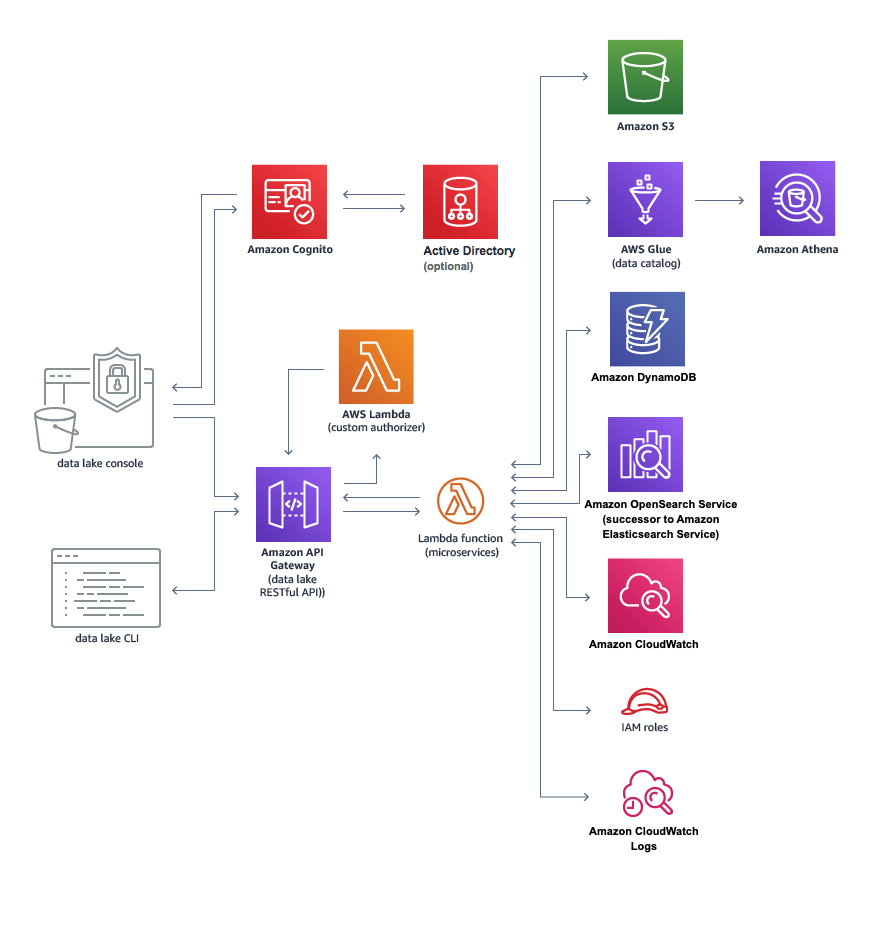 Amazon S3
Amazon Cognito
Active Directory
(optional)
AWS Glue
(data catalog)
Amazon Athena
AWS Lambda
(custom authorizer)
Amazon DynamoDB
data lake console
</>
Amazon API
Gateway
(data lake
RESTful API))
Lambda function
(microservices)
Amazon OpenSearch Service
(successor to Amazon
Elasticsearch Service)
data lake CLI
Amazon CloudWatch
IAM roles
Amazon CloudWatch
Logs